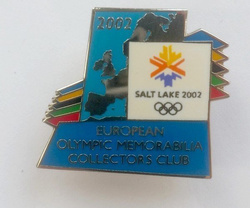 2002
SALT LAKE 2002
EUROPEAN
OLYMPIC MEMORABILIA
COLLECTORS CLUB